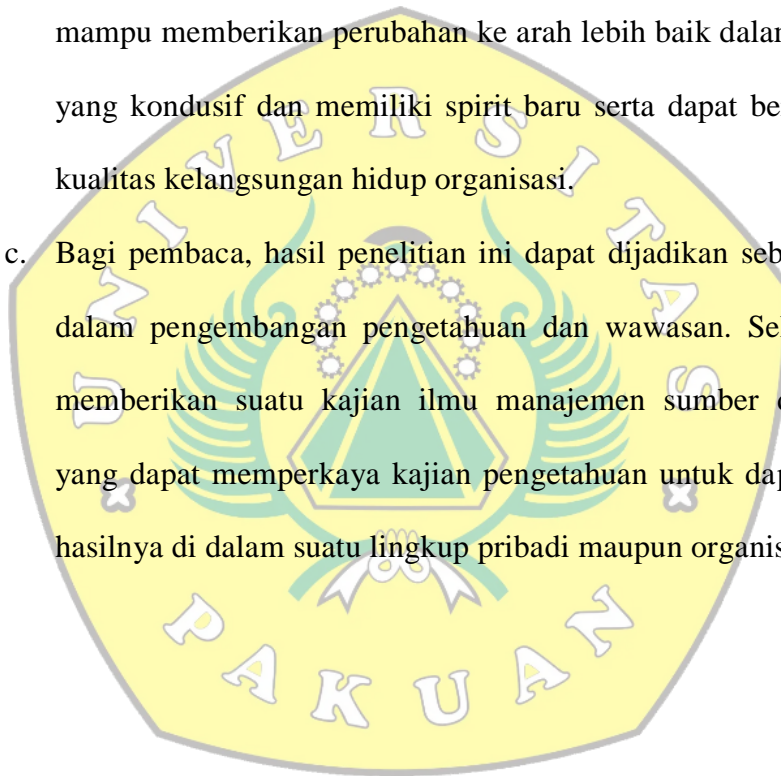 mampu memberikan perubahan ke arah lebih baik dalam
yang kondusif dan memiliki spirit baru serta dapat be
kualitas kelangsungan hidup organisasi.
c. Bagi pembaca, hasil penelitian ini dapat dijadikan seb
dalam pengembangan pengetahuan dan wawasan. Sel
memberikan suatu kajian ilmu manajemen sumber
yang dapat memperkaya kajian pengetahuan untuk dap
hasilnya di dalam suatu lingkup pribadi maupun organis
UNIVERSITAS
PAKUAN